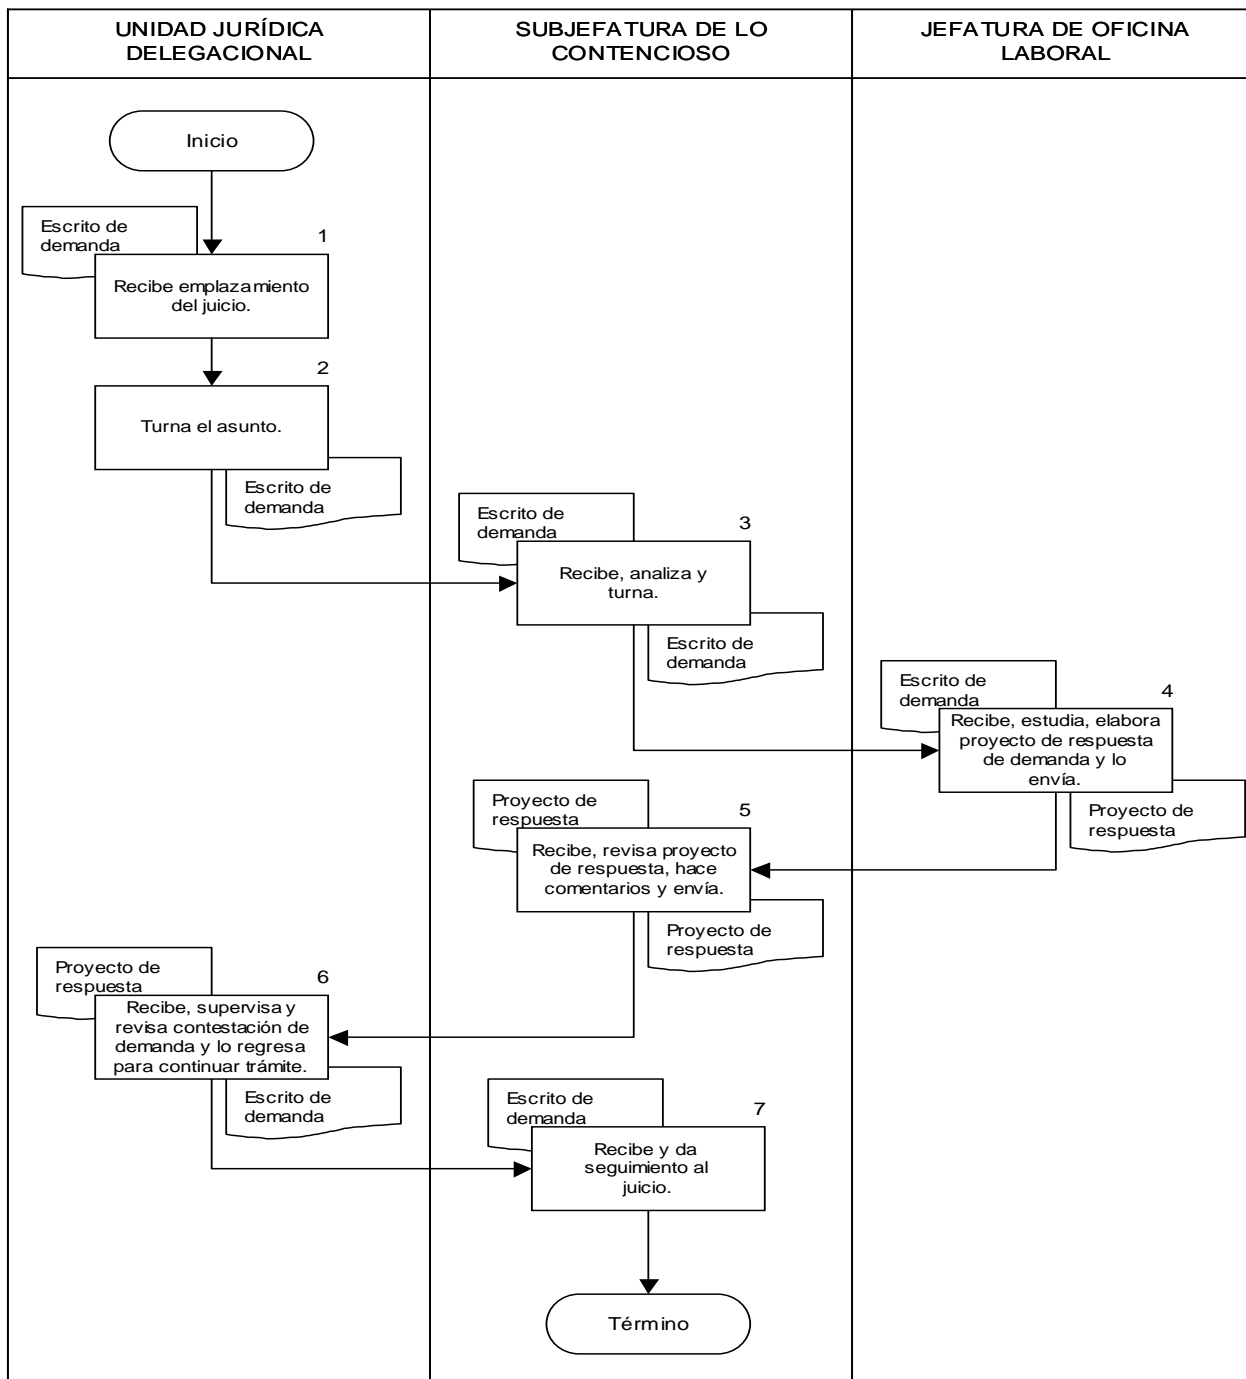 UNIDAD JURÍDICA
DELEGACIONAL
SUBJEFATURA DE LO
CONTENCIOSO
JEFATURA DE OFICINA
LABORAL
Inicio
Escrito de
demanda
1
Recibe emplazamiento
del juicio.
2
Turna el asunto.
Escrito de
demanda
Escrito de
demanda
3
Recibe, analiza y
turna.
Escrito de
demanda
Escrito de
demanda
4
Recibe, estudia, elabora
proyecto de respuesta
de demanda y lo
envía.
Proyecto de
respuesta
Proyecto de
respuesta
5
Recibe, revisa proyecto
de respuesta, hace
comentarios y envía.
Proyecto de
respuesta
Proyecto de
respuesta
6
Recibe, supervisa y
revisa contestación de
demanda y lo regresa
para continuar trámite.
Escrito de
demanda
Escrito de
demanda
7
Recibe y da
seguimiento al
juicio.
Término